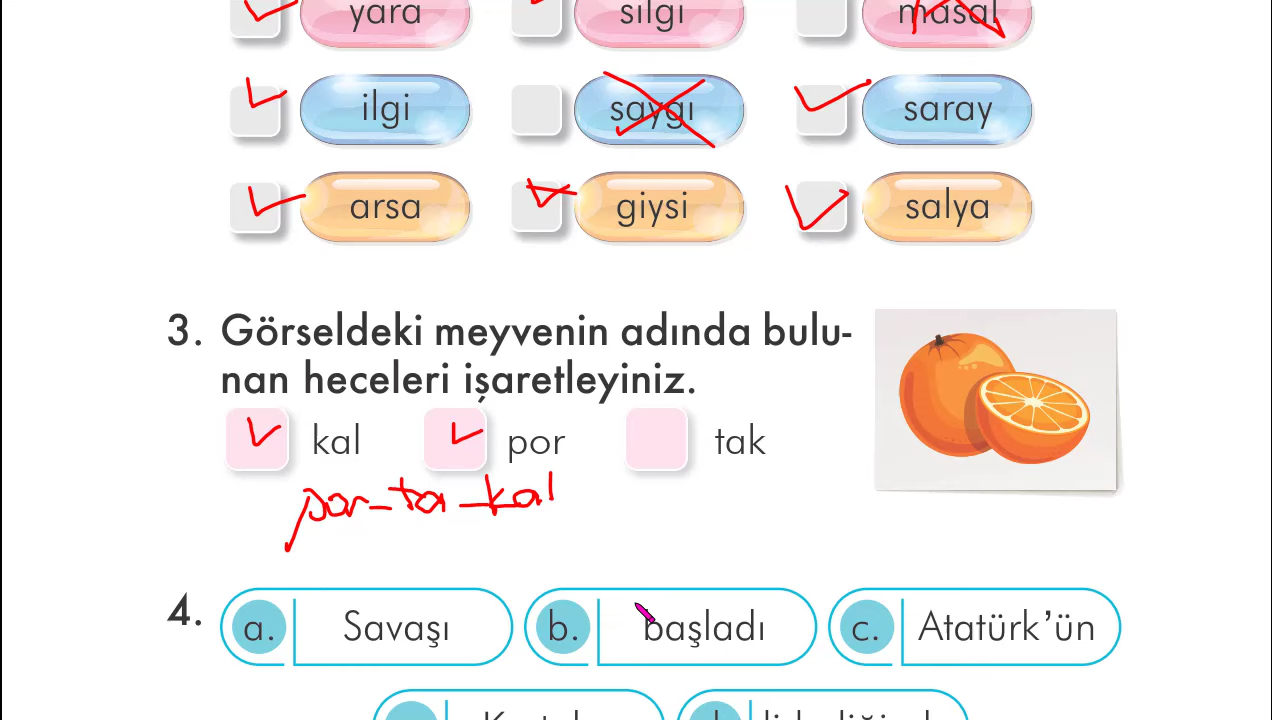 yara silgi masal
ilgi saygı saray
arsa giysi salya
3. Görseldeki meyvenin adında bulu-
nan heceleri işaretleyiniz.
kal por tak
por-ta-kal
4. a. Savaşı b. başladı c. Atatürk’ün